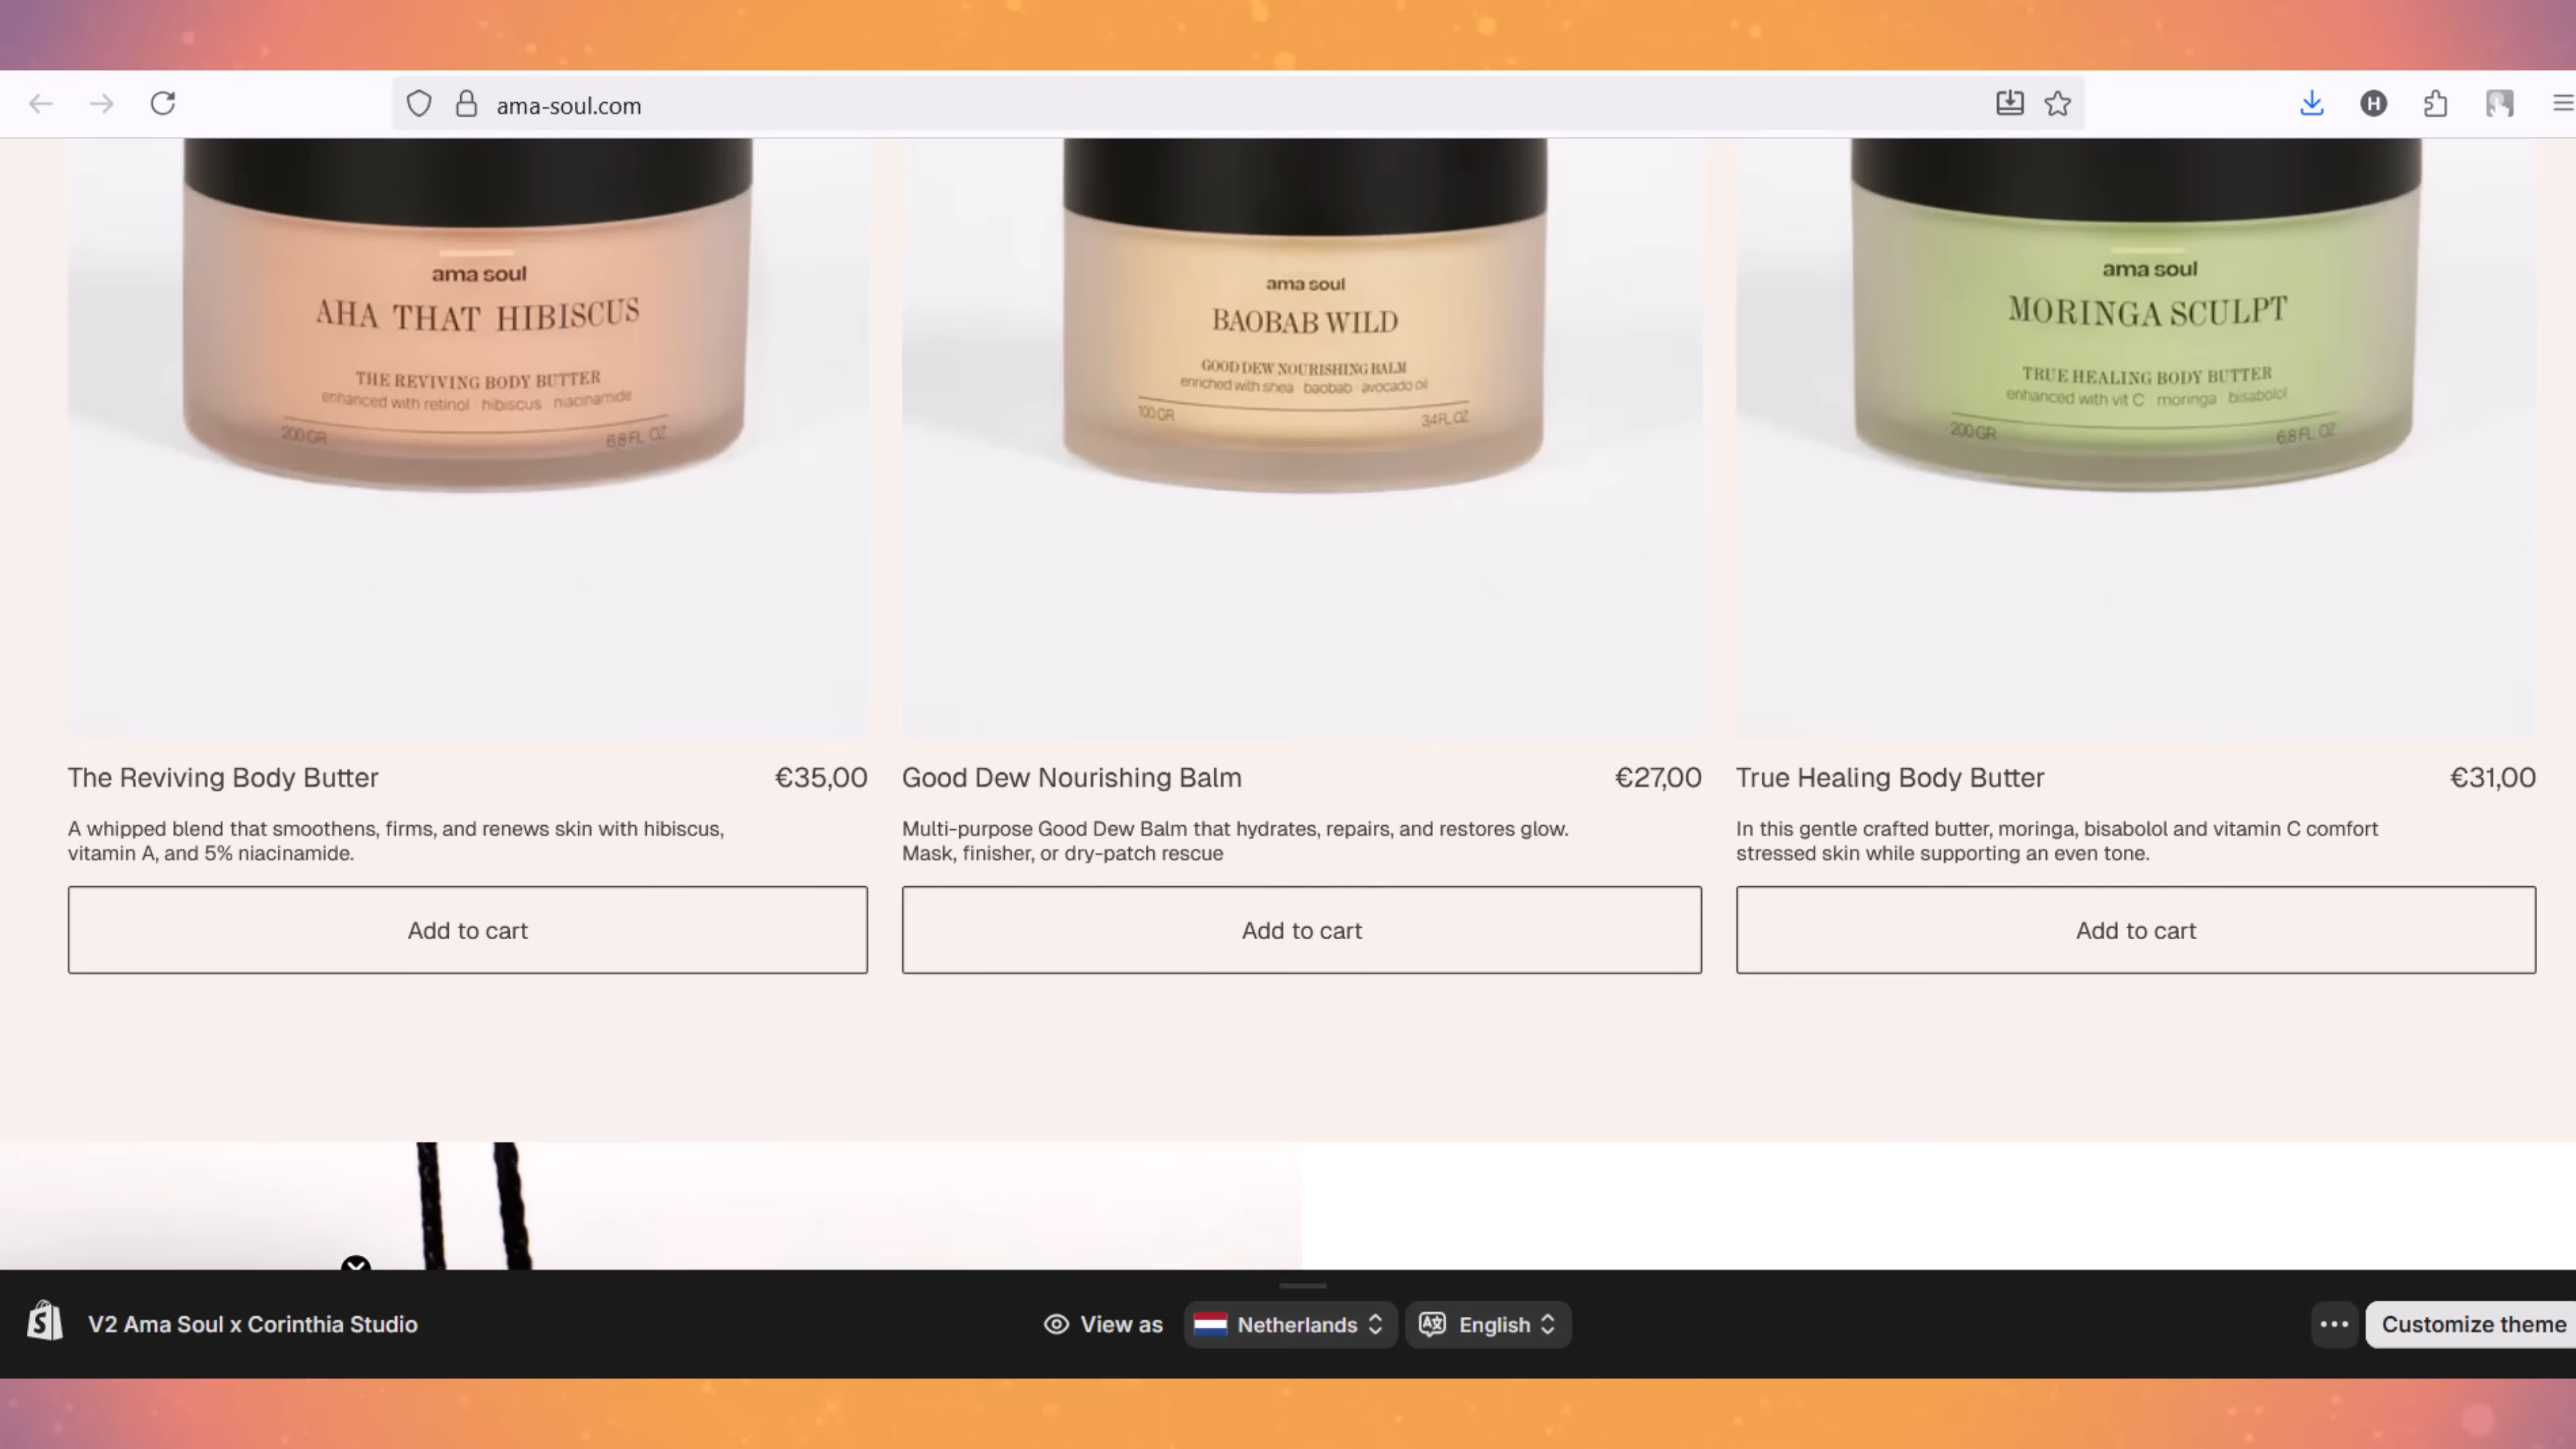 H
ama-soul.com
ama soul
AHA THAT HIBISCUS
THE REVIVING BODY BUTTER
enhanced with retinol · hibiscus · niacinamide
200 GR
6.8 FL. OZ
ama soul
BAOBAB WILD
GOOD DEW NOURISHING BALM
enriched with shea · baobab · avocado oil
100 GR
3.4 FL. OZ
ama soul
MORINGA SCULPT
TRUE HEALING BODY BUTTER
enhanced with vit C · moringa · bisabolol
200 GR
6.8 FL. OZ
The Reviving Body Butter
€35,00
A whipped blend that smoothens, firms, and renews skin with hibiscus,
vitamin A, and 5% niacinamide.
Add to cart
Good Dew Nourishing Balm
€27,00
Multi-purpose Good Dew Balm that hydrates, repairs, and restores glow.
Mask, finisher, or dry-patch rescue
Add to cart
True Healing Body Butter
€31,00
In this gentle crafted butter, moringa, bisabolol and vitamin C comfort
stressed skin while supporting an even tone.
Add to cart
V2 Ama Soul x Corinthia Studio
View as
Netherlands
English
Customize theme